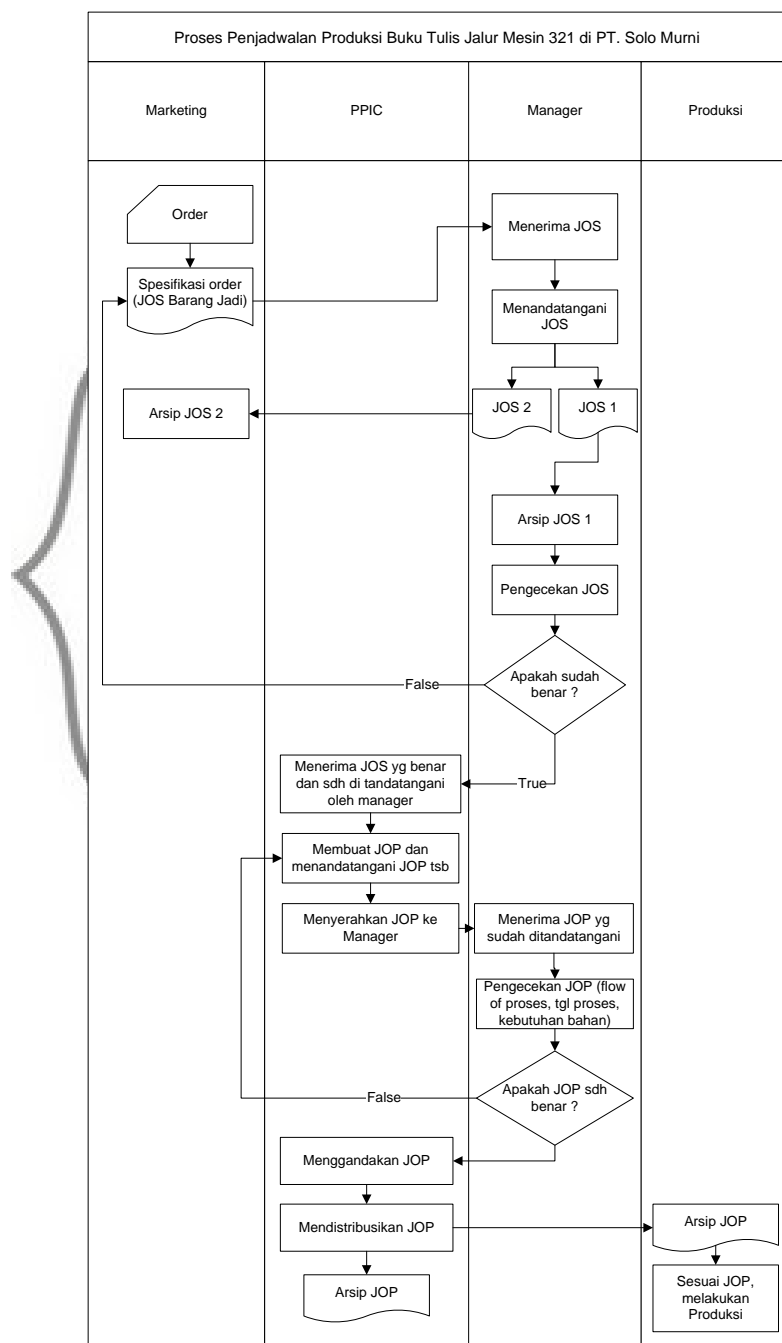 Proses Penjadwalan Produksi Buku Tulis Jalur Mesin 321 di PT. Solo Murni
Marketing
PPIC
Manager
Produksi
Order
Menerima JOS
Spesifikasi order
(JOS Barang Jadi)
Menandatangani
JOS
Arsip JOS 2
JOS 2
JOS 1
Arsip JOS 1
Pengecekan JOS
Apakah sudah
benar ?
False
True
Menerima JOS yg benar
dan sdh di tandatangani
oleh manager
Membuat JOP dan
menandatangani JOP tsb
Menyerahkan JOP ke
Manager
Menerima JOP yg
sudah ditandatangani
Pengecekan JOP (flow
of proses, tgl proses,
kebutuhan bahan)
Apakah JOP sdh
benar ?
False
Menggandakan JOP
Mendistribusikan JOP
Arsip JOP
Arsip JOP
Sesuai JOP,
melakukan
Produksi